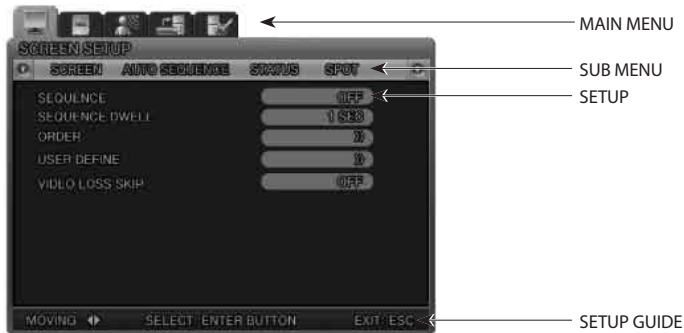 MAIN MENU
SCREEN SETUP
SCREEN AUTO SEQUENCE STATUS SPOT SUB MENU
SEQUENCE OFF SETUP
SEQUENCE DWELL 1 SEC
ORDER
USER DEFINE
VIDEO LOSS SKIP OFF
MOVING SELECT : ENTER BUTTON EXIT : ESC SETUP GUIDE